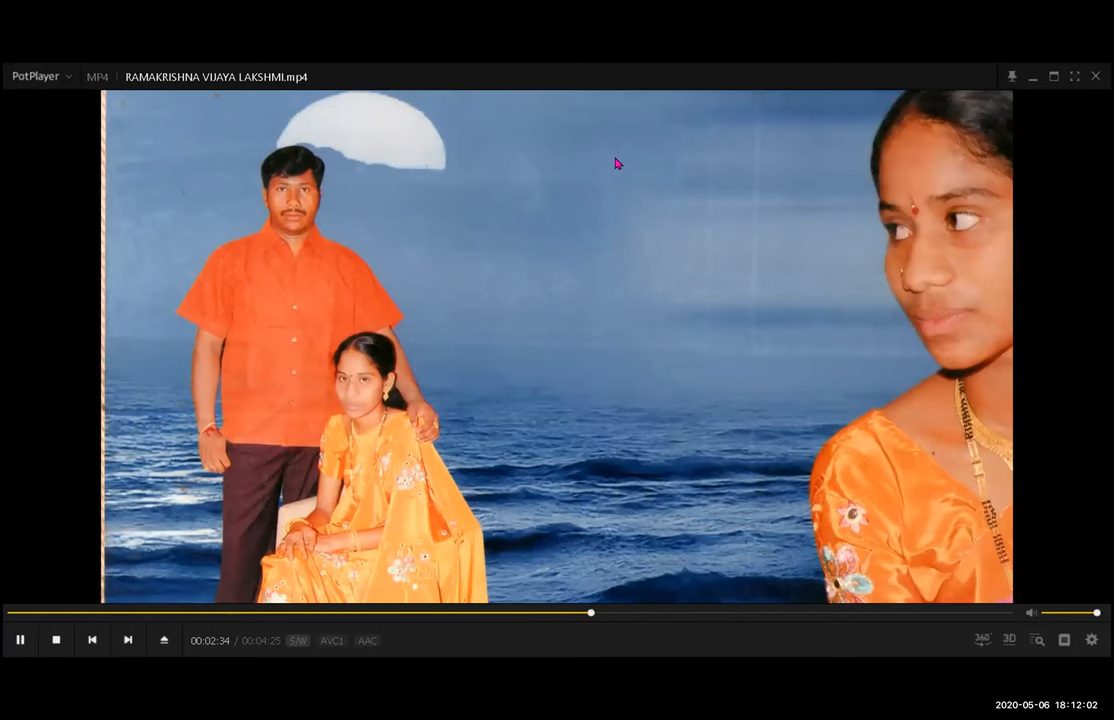 PotPlayer MP4 RAMAKRISHNA VIJAYA LAKSHMI.mp4
00:02:34 / 00:04:25 S/W AVC1 AAC 360° 3D
2020-05-06 18:12:02